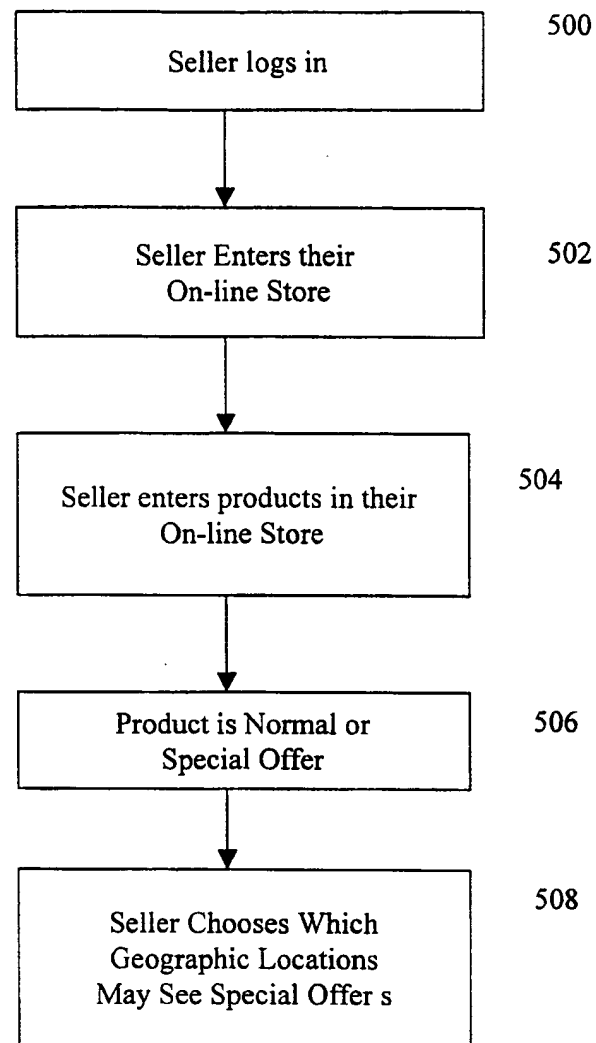 500
Seller logs in
Seller Enters their
On-line Store
502
Seller enters products in their
On-line Store
504
Product is Normal or
Special Offer
506
Seller Chooses Which
Geographic Locations
May See Special Offer s
508